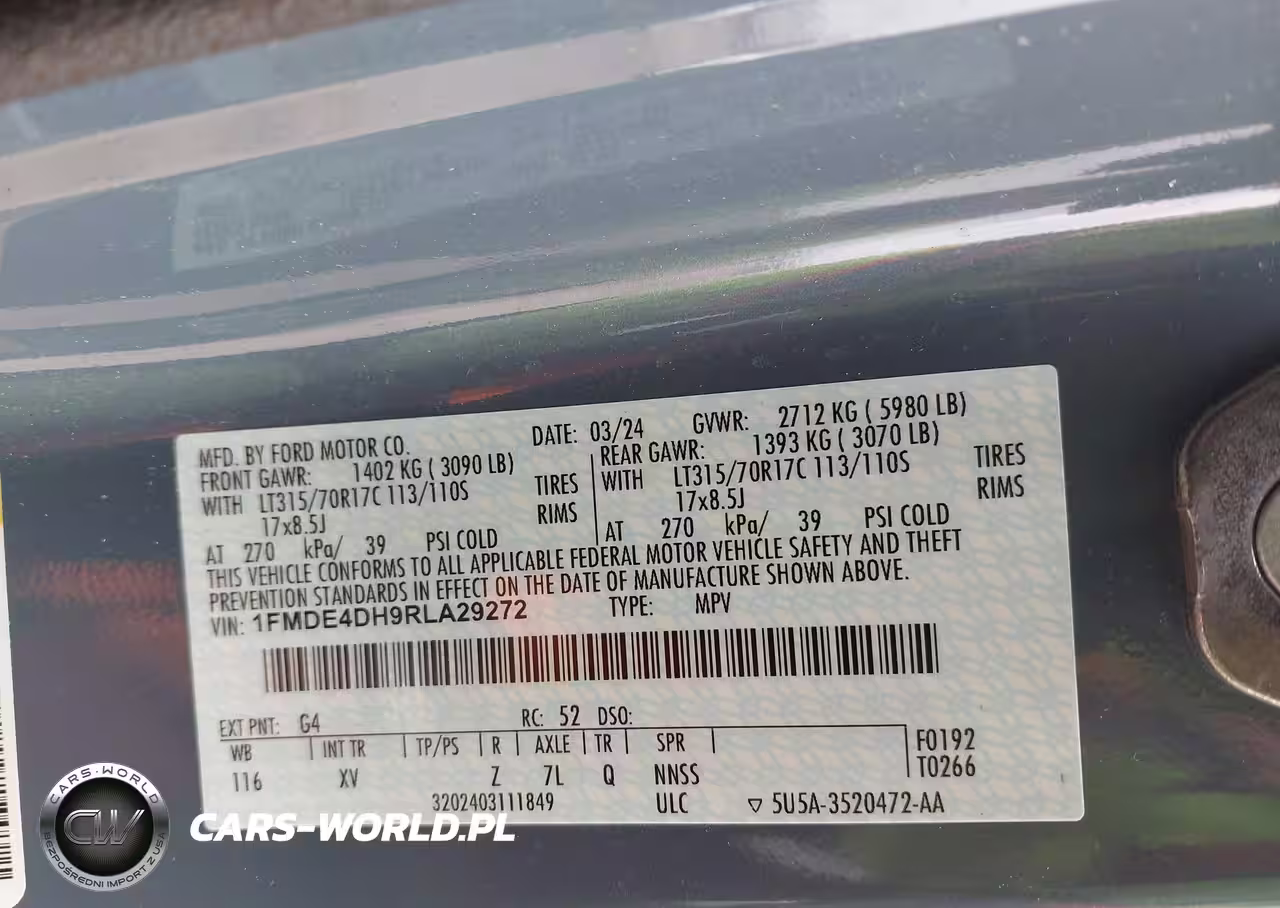 MFD. BY FORD MOTOR CO. DATE: 03/24 GVWR: 2712 KG ( 5980 LB)
FRONT GAWR: 1402 KG ( 3090 LB) REAR GAWR: 1393 KG ( 3070 LB)
WITH LT315/70R17C 113/110S TIRES WITH LT315/70R17C 113/110S TIRES
17x8.5J RIMS 17x8.5J RIMS
AT 270 kPa/ 39 PSI COLD AT 270 kPa/ 39 PSI COLD
THIS VEHICLE CONFORMS TO ALL APPLICABLE FEDERAL MOTOR VEHICLE SAFETY AND THEFT
PREVENTION STANDARDS IN EFFECT ON THE DATE OF MANUFACTURE SHOWN ABOVE.
VIN: 1FMDE4DH9RLA29272 TYPE: MPV
EXT PNT: G4 RC: 52 DSO:
WB INT TR TP/PS R AXLE TR SPR F0192
116 XV Z 7L Q NNSS T0266
3202403111849 ULC ▽ 5U5A-3520472-AA
CARS-WORLD
CW
BEZPOŚREDNI IMPORT Z USA
CARS-WORLD.PL